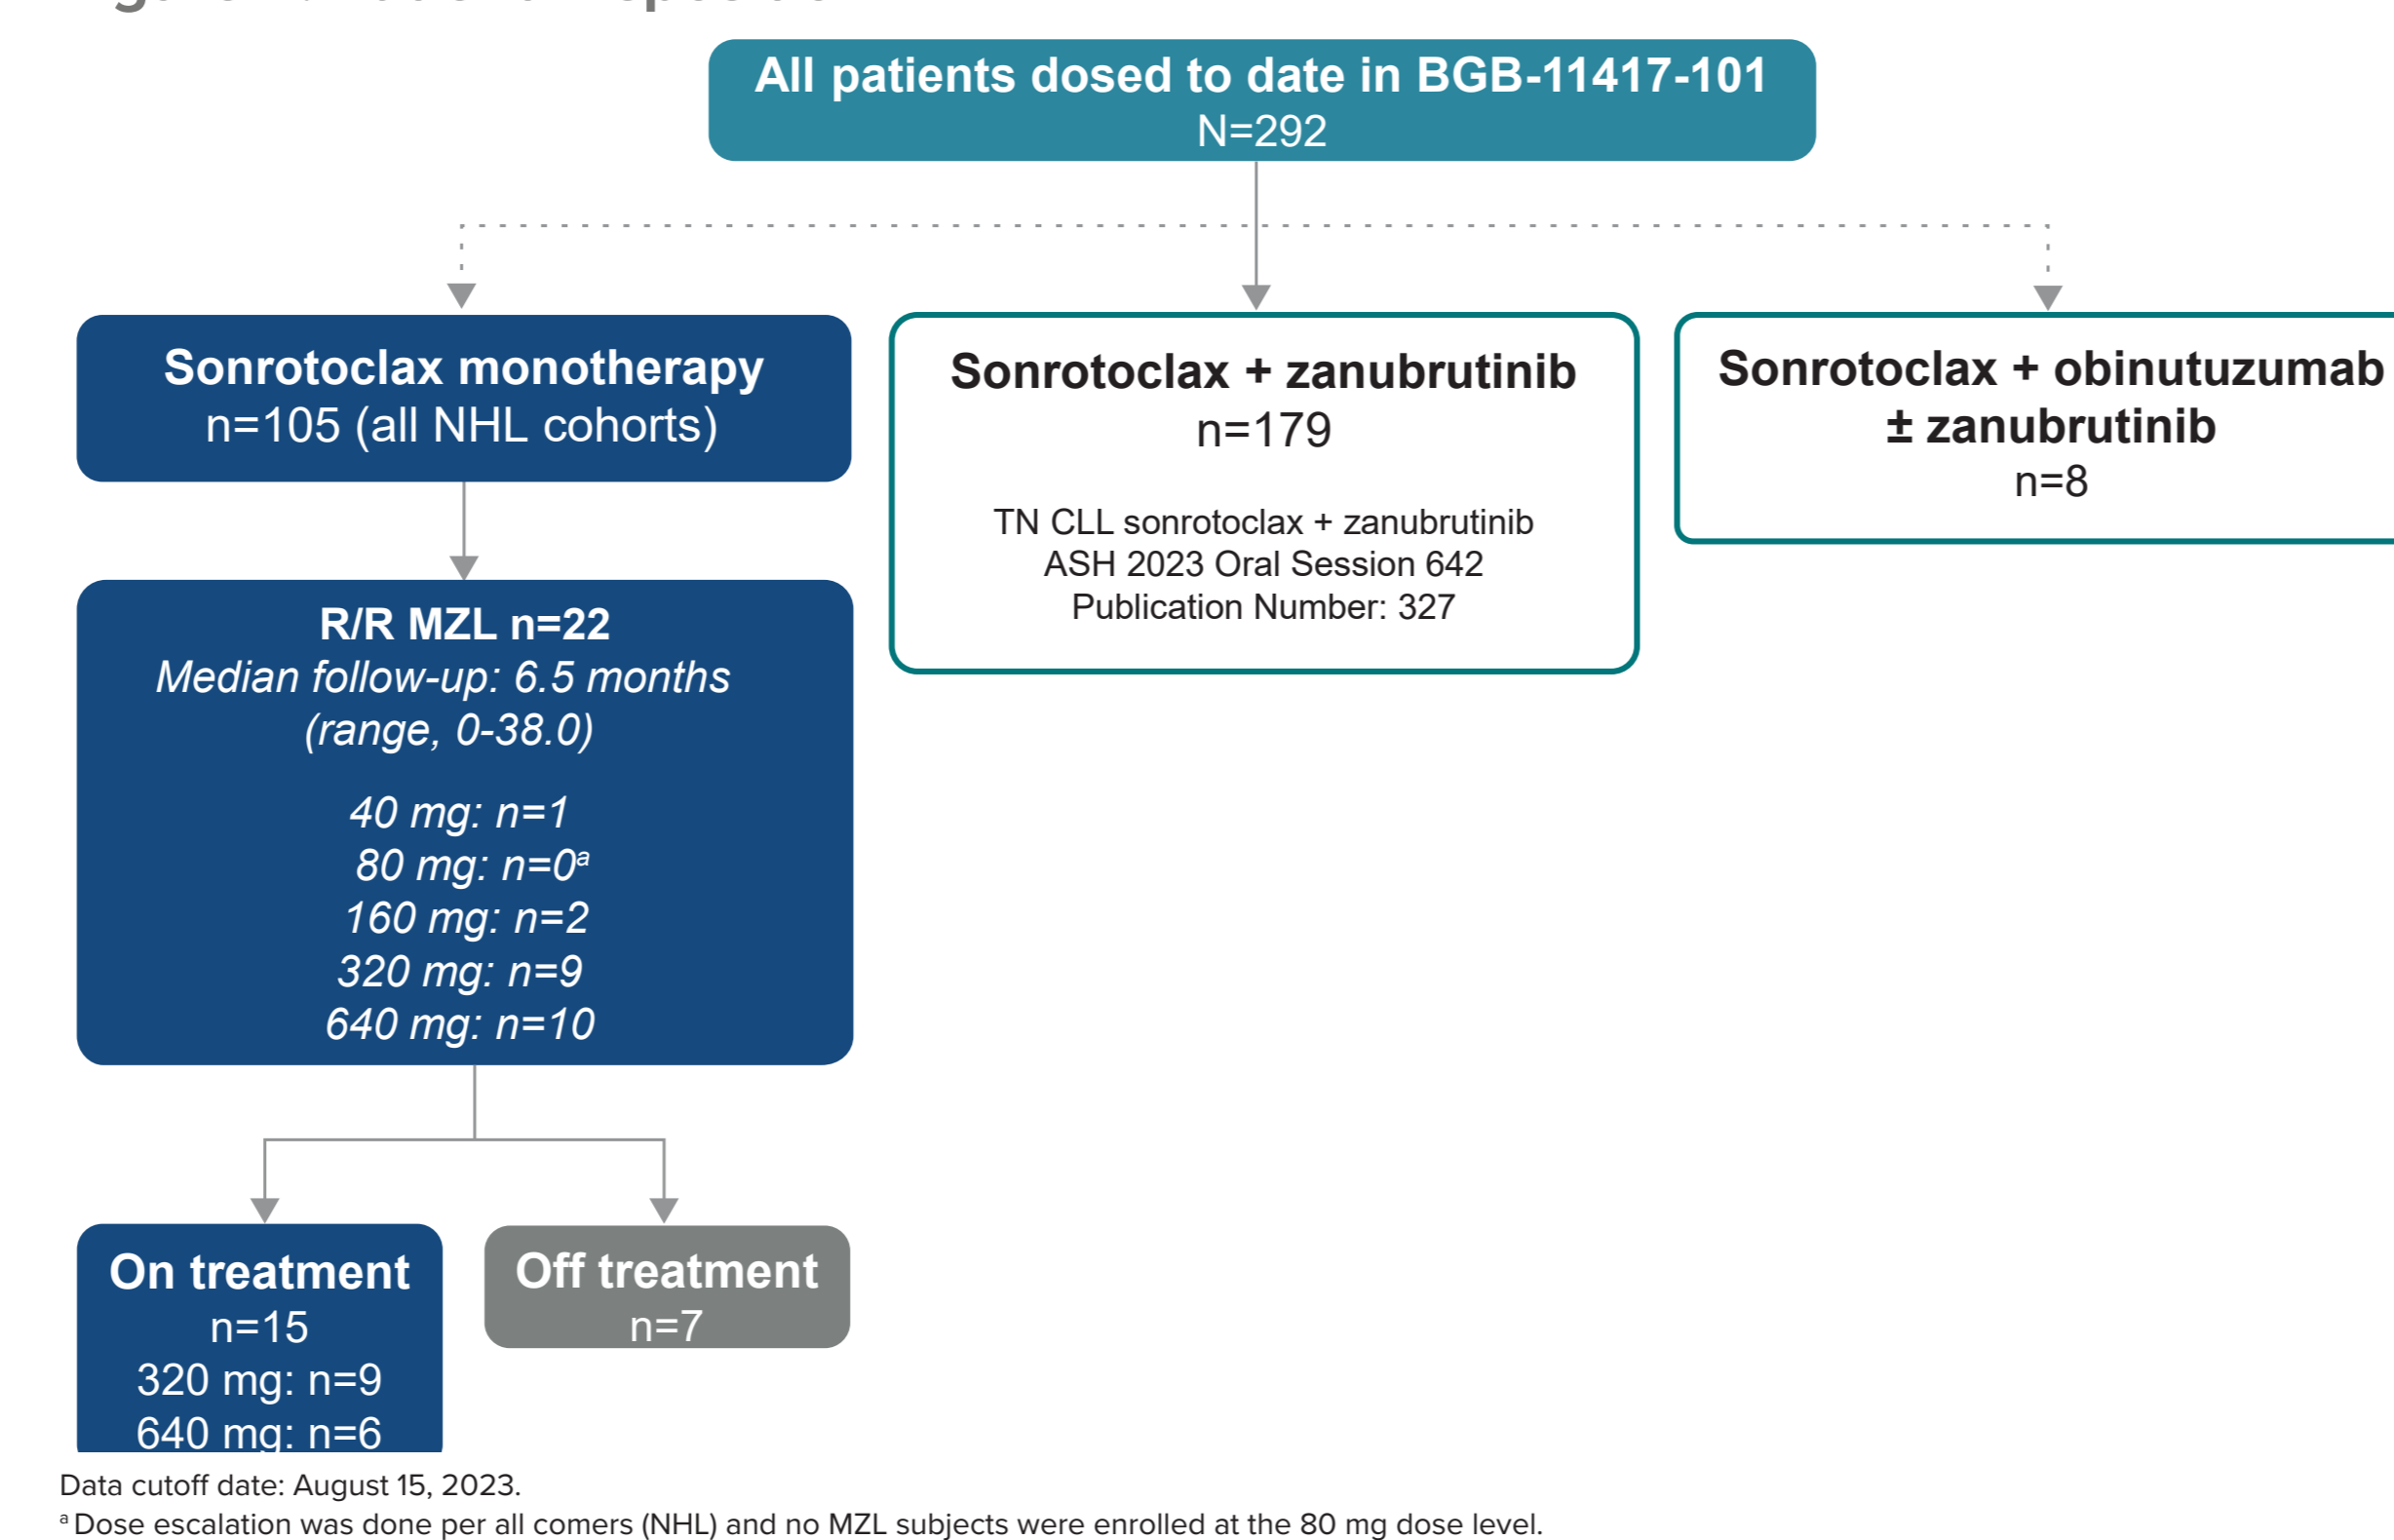 All patients dosed to date in BGB-11417-101
N=292
Sonrotoclax monotherapy
n=105 (all NHL cohorts)
Sonrotoclax + zanubrutinib
n=179
TN CLL sonrotoclax + zanubrutinib
ASH 2023 Oral Session 642
Publication Number: 327
Sonrotoclax + obinutuzumab
± zanubrutinib
n=8
R/R MZL n=22
Median follow-up: 6.5 months
(range, 0-38.0)
40 mg: n=1
80 mg: n=0ᵃ
160 mg: n=2
320 mg: n=9
640 mg: n=10
On treatment
n=15
320 mg: n=9
640 mg: n=6
Off treatment
n=7
Data cutoff date: August 15, 2023.
ᵃ Dose escalation was done per all comers (NHL) and no MZL subjects were enrolled at the 80 mg dose level.